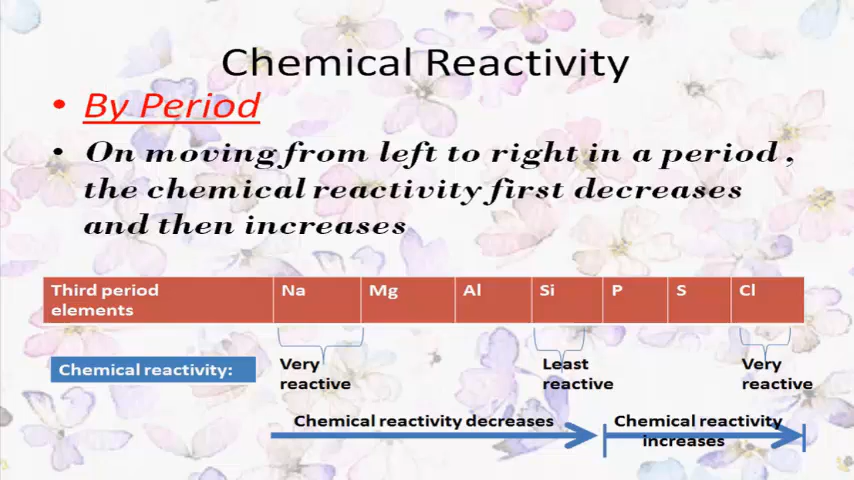 Chemical Reactivity
• By Period
• On moving from left to right in a period ,
the chemical reactivity first decreases
and then increases
Third period elements Na Mg Al Si P S Cl
Chemical reactivity: Very reactive Least reactive Very reactive
Chemical reactivity decreases Chemical reactivity increases